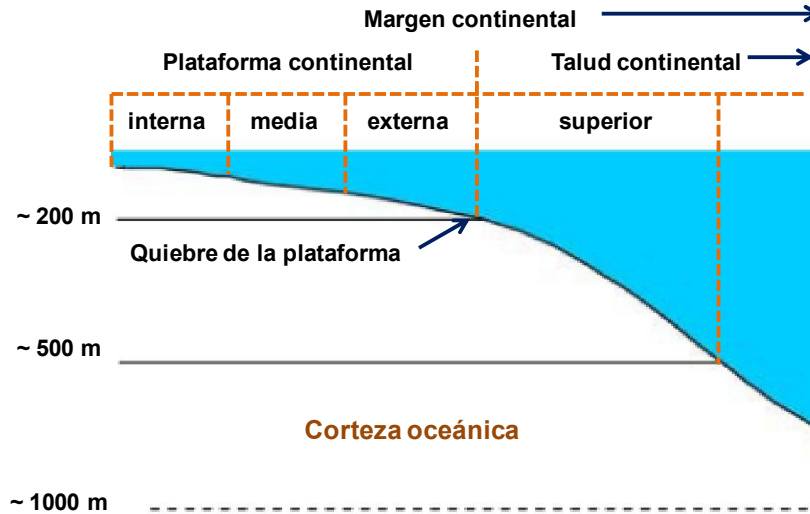 Margen continental
Plataforma continental
Talud continental
interna
media
externa
superior
~ 200 m
Quiebre de la plataforma
~ 500 m
Corteza oceánica
~ 1000 m